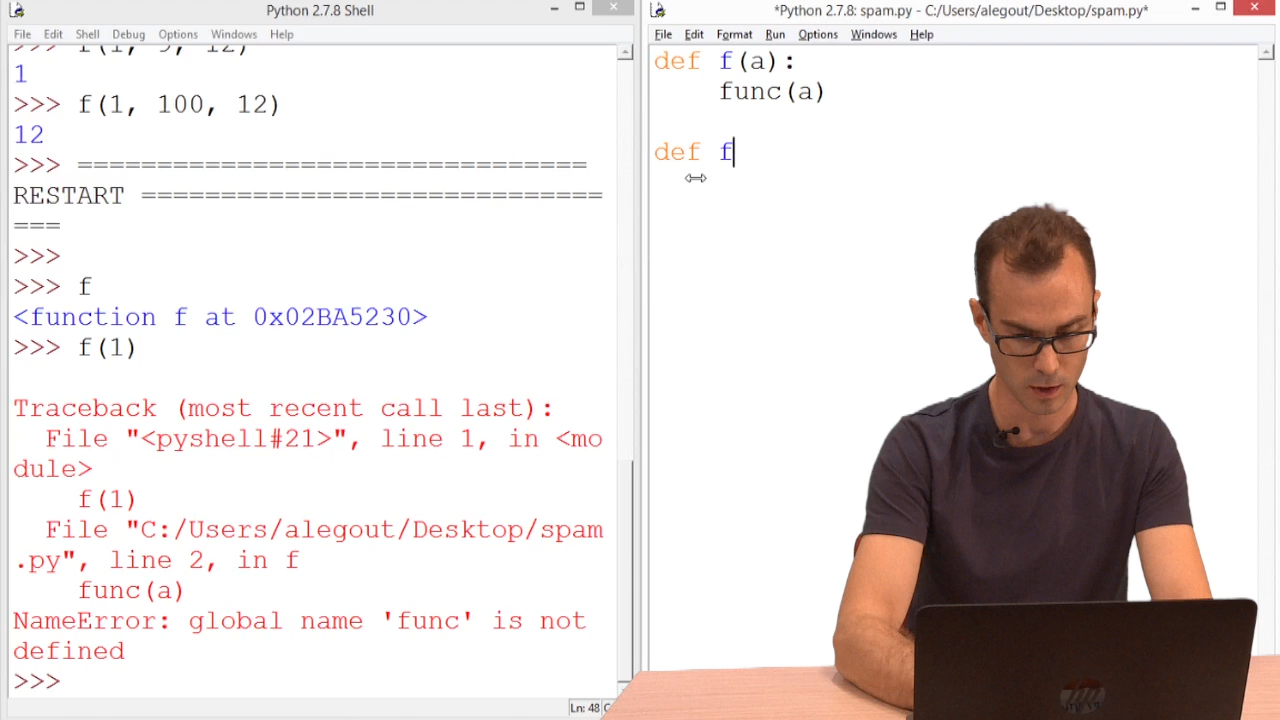 Python 2.7.8 Shell
File Edit Shell Debug Options Windows Help
1
>>> f(1, 100, 12)
12
>>> ================================
RESTART =============================
===
>>>
>>> f
<function f at 0x02BA5230>
>>> f(1)
Traceback (most recent call last):
File "<pyshell#21>", line 1, in <mo
dule>
f(1)
File "C:/Users/alegout/Desktop/spam
.py", line 2, in f
func(a)
NameError: global name 'func' is not
defined
>>>
Ln: 48
*Python 2.7.8: spam.py - C:/Users/alegout/Desktop/spam.py*
File Edit Format Run Options Windows Help
def f(a):
func(a)
def f